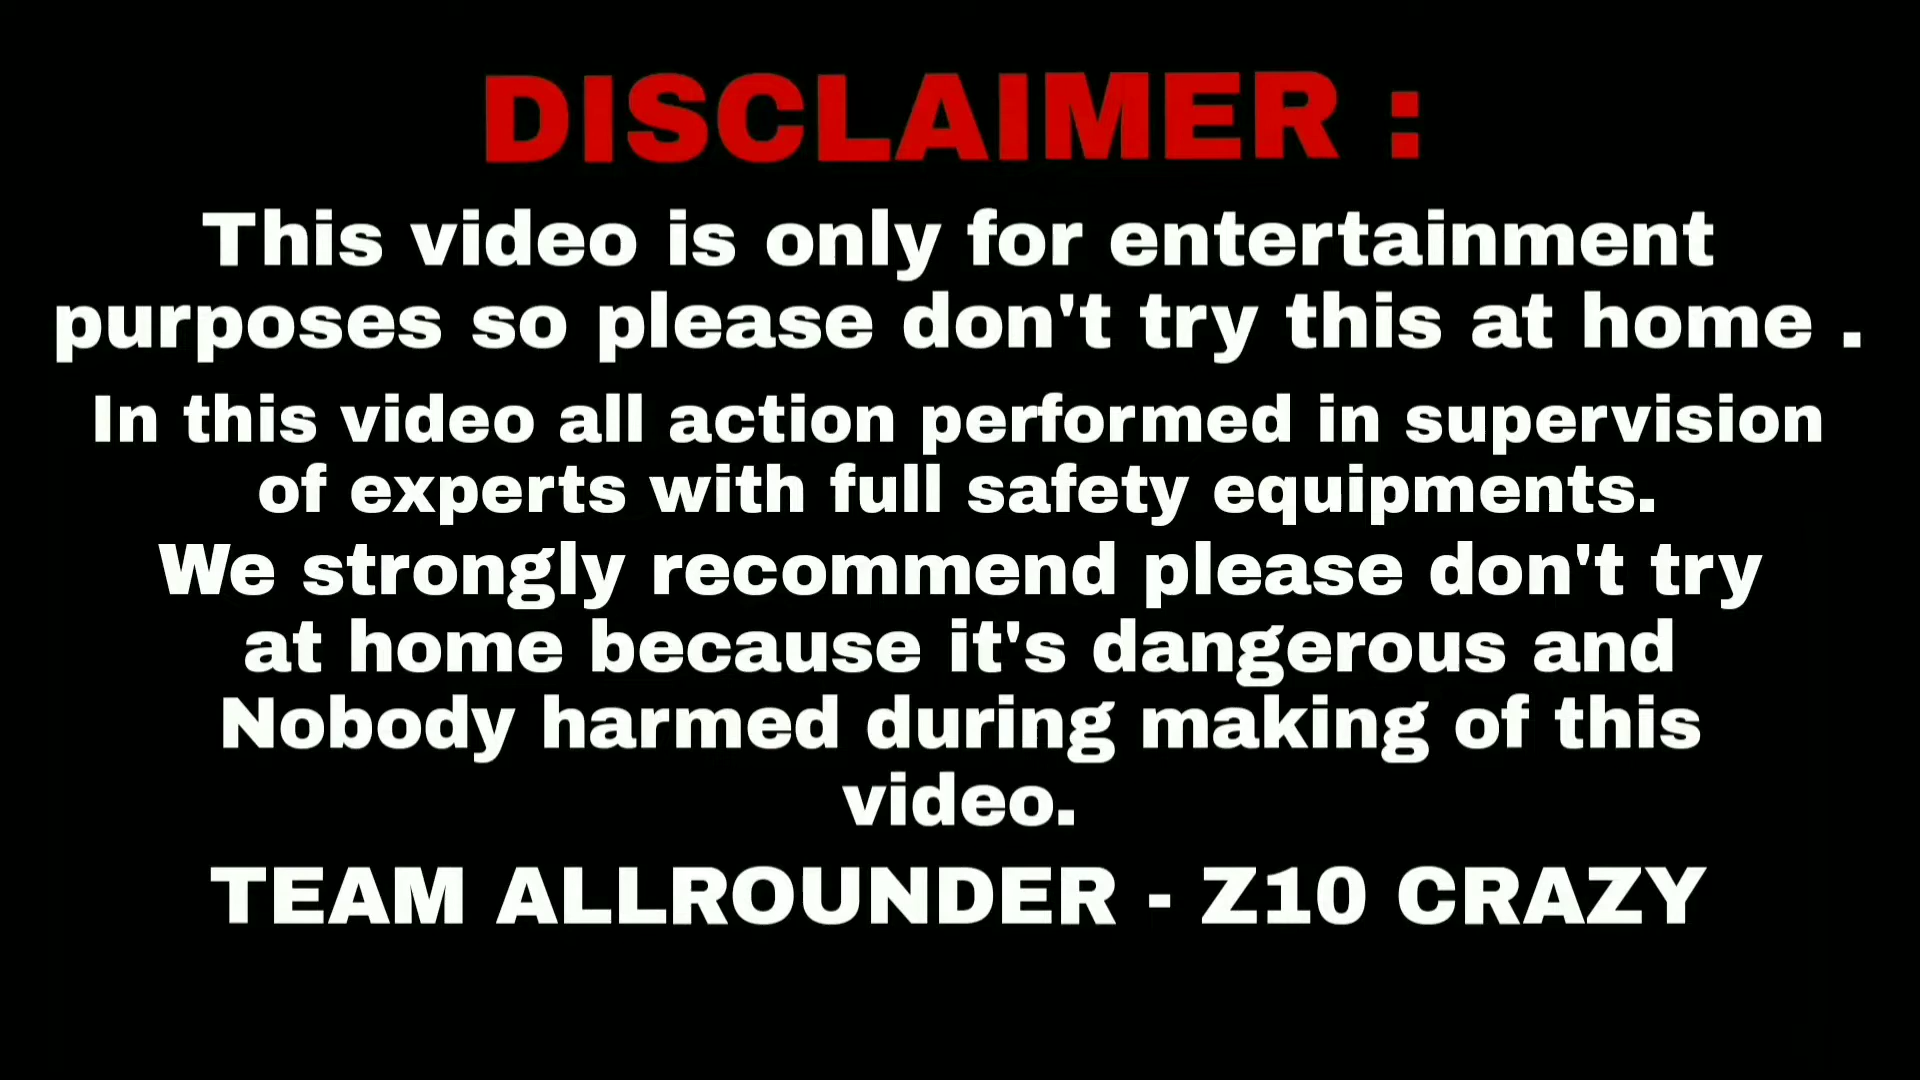 DISCLAIMER :
This video is only for entertainment
purposes so please don't try this at home .
In this video all action performed in supervision
of experts with full safety equipments.
We strongly recommend please don't try
at home because it's dangerous and
Nobody harmed during making of this
video.
TEAM ALLROUNDER - Z10 CRAZY